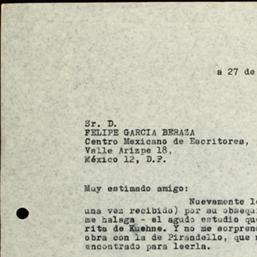 a 27 de
Sr. D.
FELIPE GARCIA BERAZA
Centro Mexicano de Escritores,
Valle Arizpe 18,
México 12, D.F.
Muy estimado amigo:
Nuevamente le
una vez recibido) por su obsequi
me halaga - el agudo estudio que
rita de Kuehne. Y no me sorprend
obra con la de Pirandello, que n
encontrado para leerla.